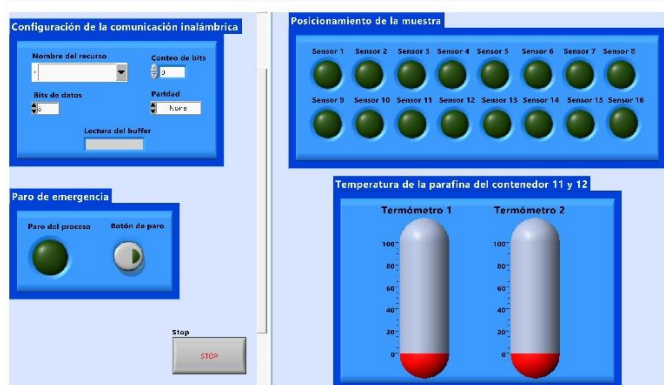 Configuración de la comunicación inalámbrica
Nombre del recurso
Conteo de bits
0
Bits de datos
Paridad
None
Lectura del buffer
Paro de emergencia
Paro del proceso
Botón de paro
Stop
STOP
Posicionamiento de la muestra
Sensor 1 Sensor 2 Sensor 3 Sensor 4 Sensor 5 Sensor 6 Sensor 7 Sensor 8
Sensor 9 Sensor 10 Sensor 11 Sensor 12 Sensor 13 Sensor 14 Sensor 15 Sensor 16
Temperatura de la parafina del contenedor 11 y 12
Termómetro 1 Termómetro 2
100 100
80 80
60 60
40 40
20 20
0 0